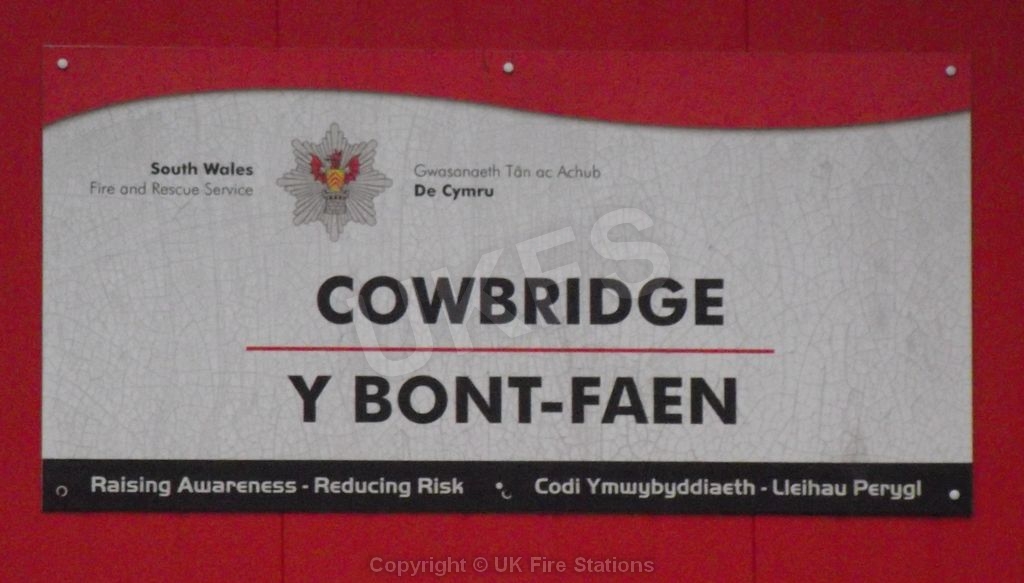 South Wales
Fire and Rescue Service
Gwasanaeth Tân ac Achub
De Cymru
UKFS
COWBRIDGE
Y BONT-FAEN
Raising Awareness - Reducing Risk
Codi Ymwybyddiaeth - Lleihau Perygl
Copyright © UK Fire Stations